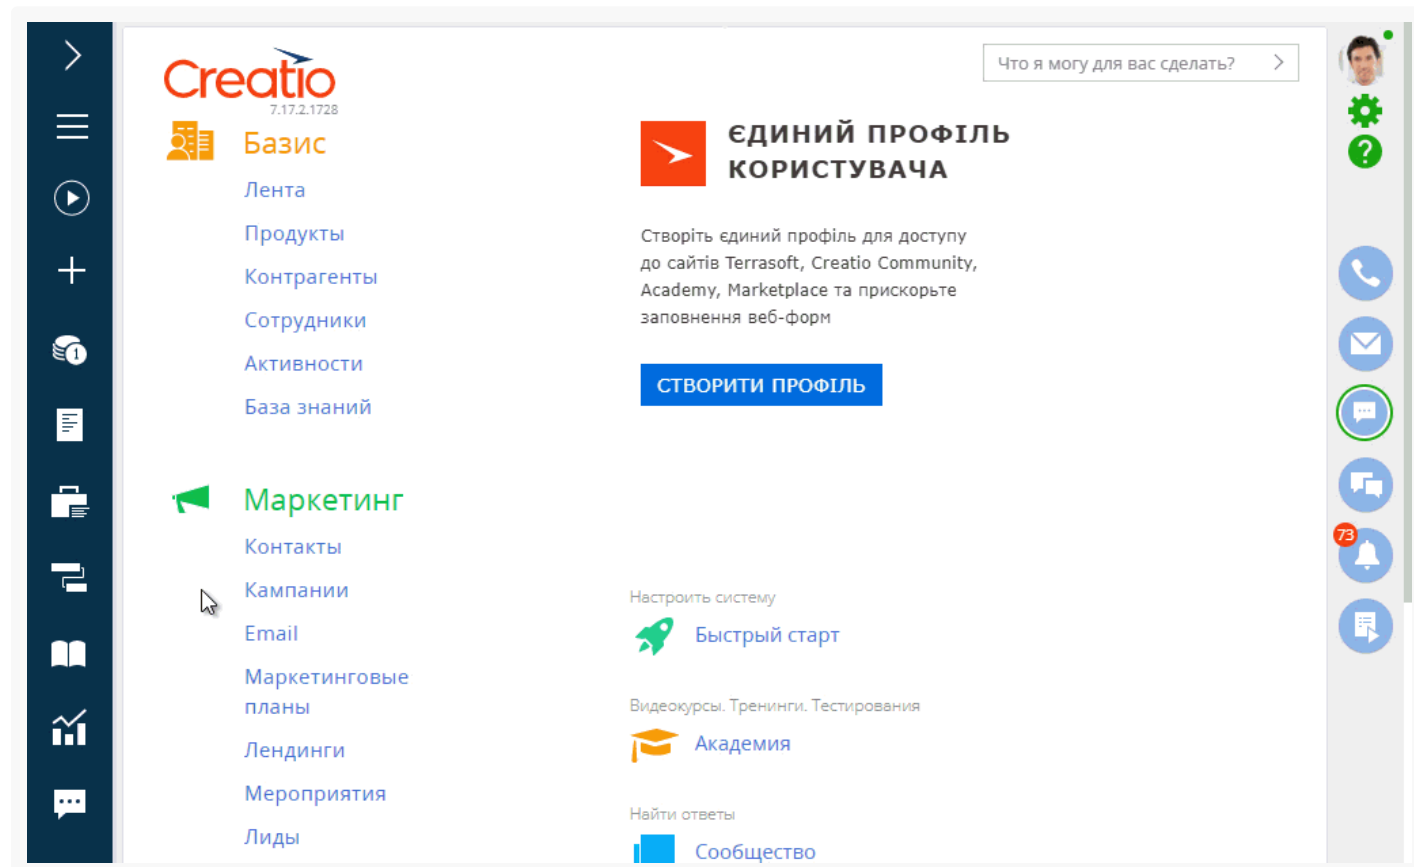 Creatio
7.17.2.1728
Что я могу для вас сделать?
Базис
Лента
Продукты
Контрагенты
Сотрудники
Активности
База знаний
Маркетинг
Контакты
Кампании
Email
Маркетинговые
планы
Лендинги
Мероприятия
Лиды
ЄДИНИЙ ПРОФІЛЬ
КОРИСТУВАЧА
Створіть єдиний профіль для доступу
до сайтів Terrasoft, Creatio Community,
Academy, Marketplace та прискорьте
заповнення веб-форм
СТВОРИТИ ПРОФІЛЬ
Настроить систему
Быстрый старт
Видеокурсы. Тренинги. Тестирования
Академия
Найти ответы
Сообщество
1
?
73